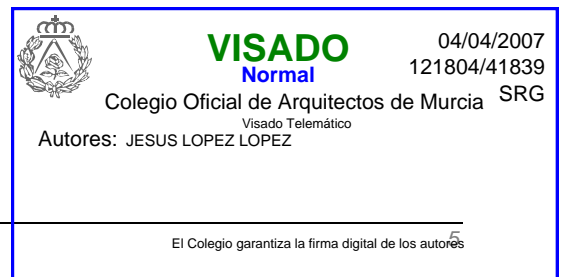 VISADO
04/04/2007
Normal
121804/41839
Colegio Oficial de Arquitectos de Murcia
SRG
Visado Telemático
Autores: JESUS LOPEZ LOPEZ
El Colegio garantiza la firma digital de los autores
5